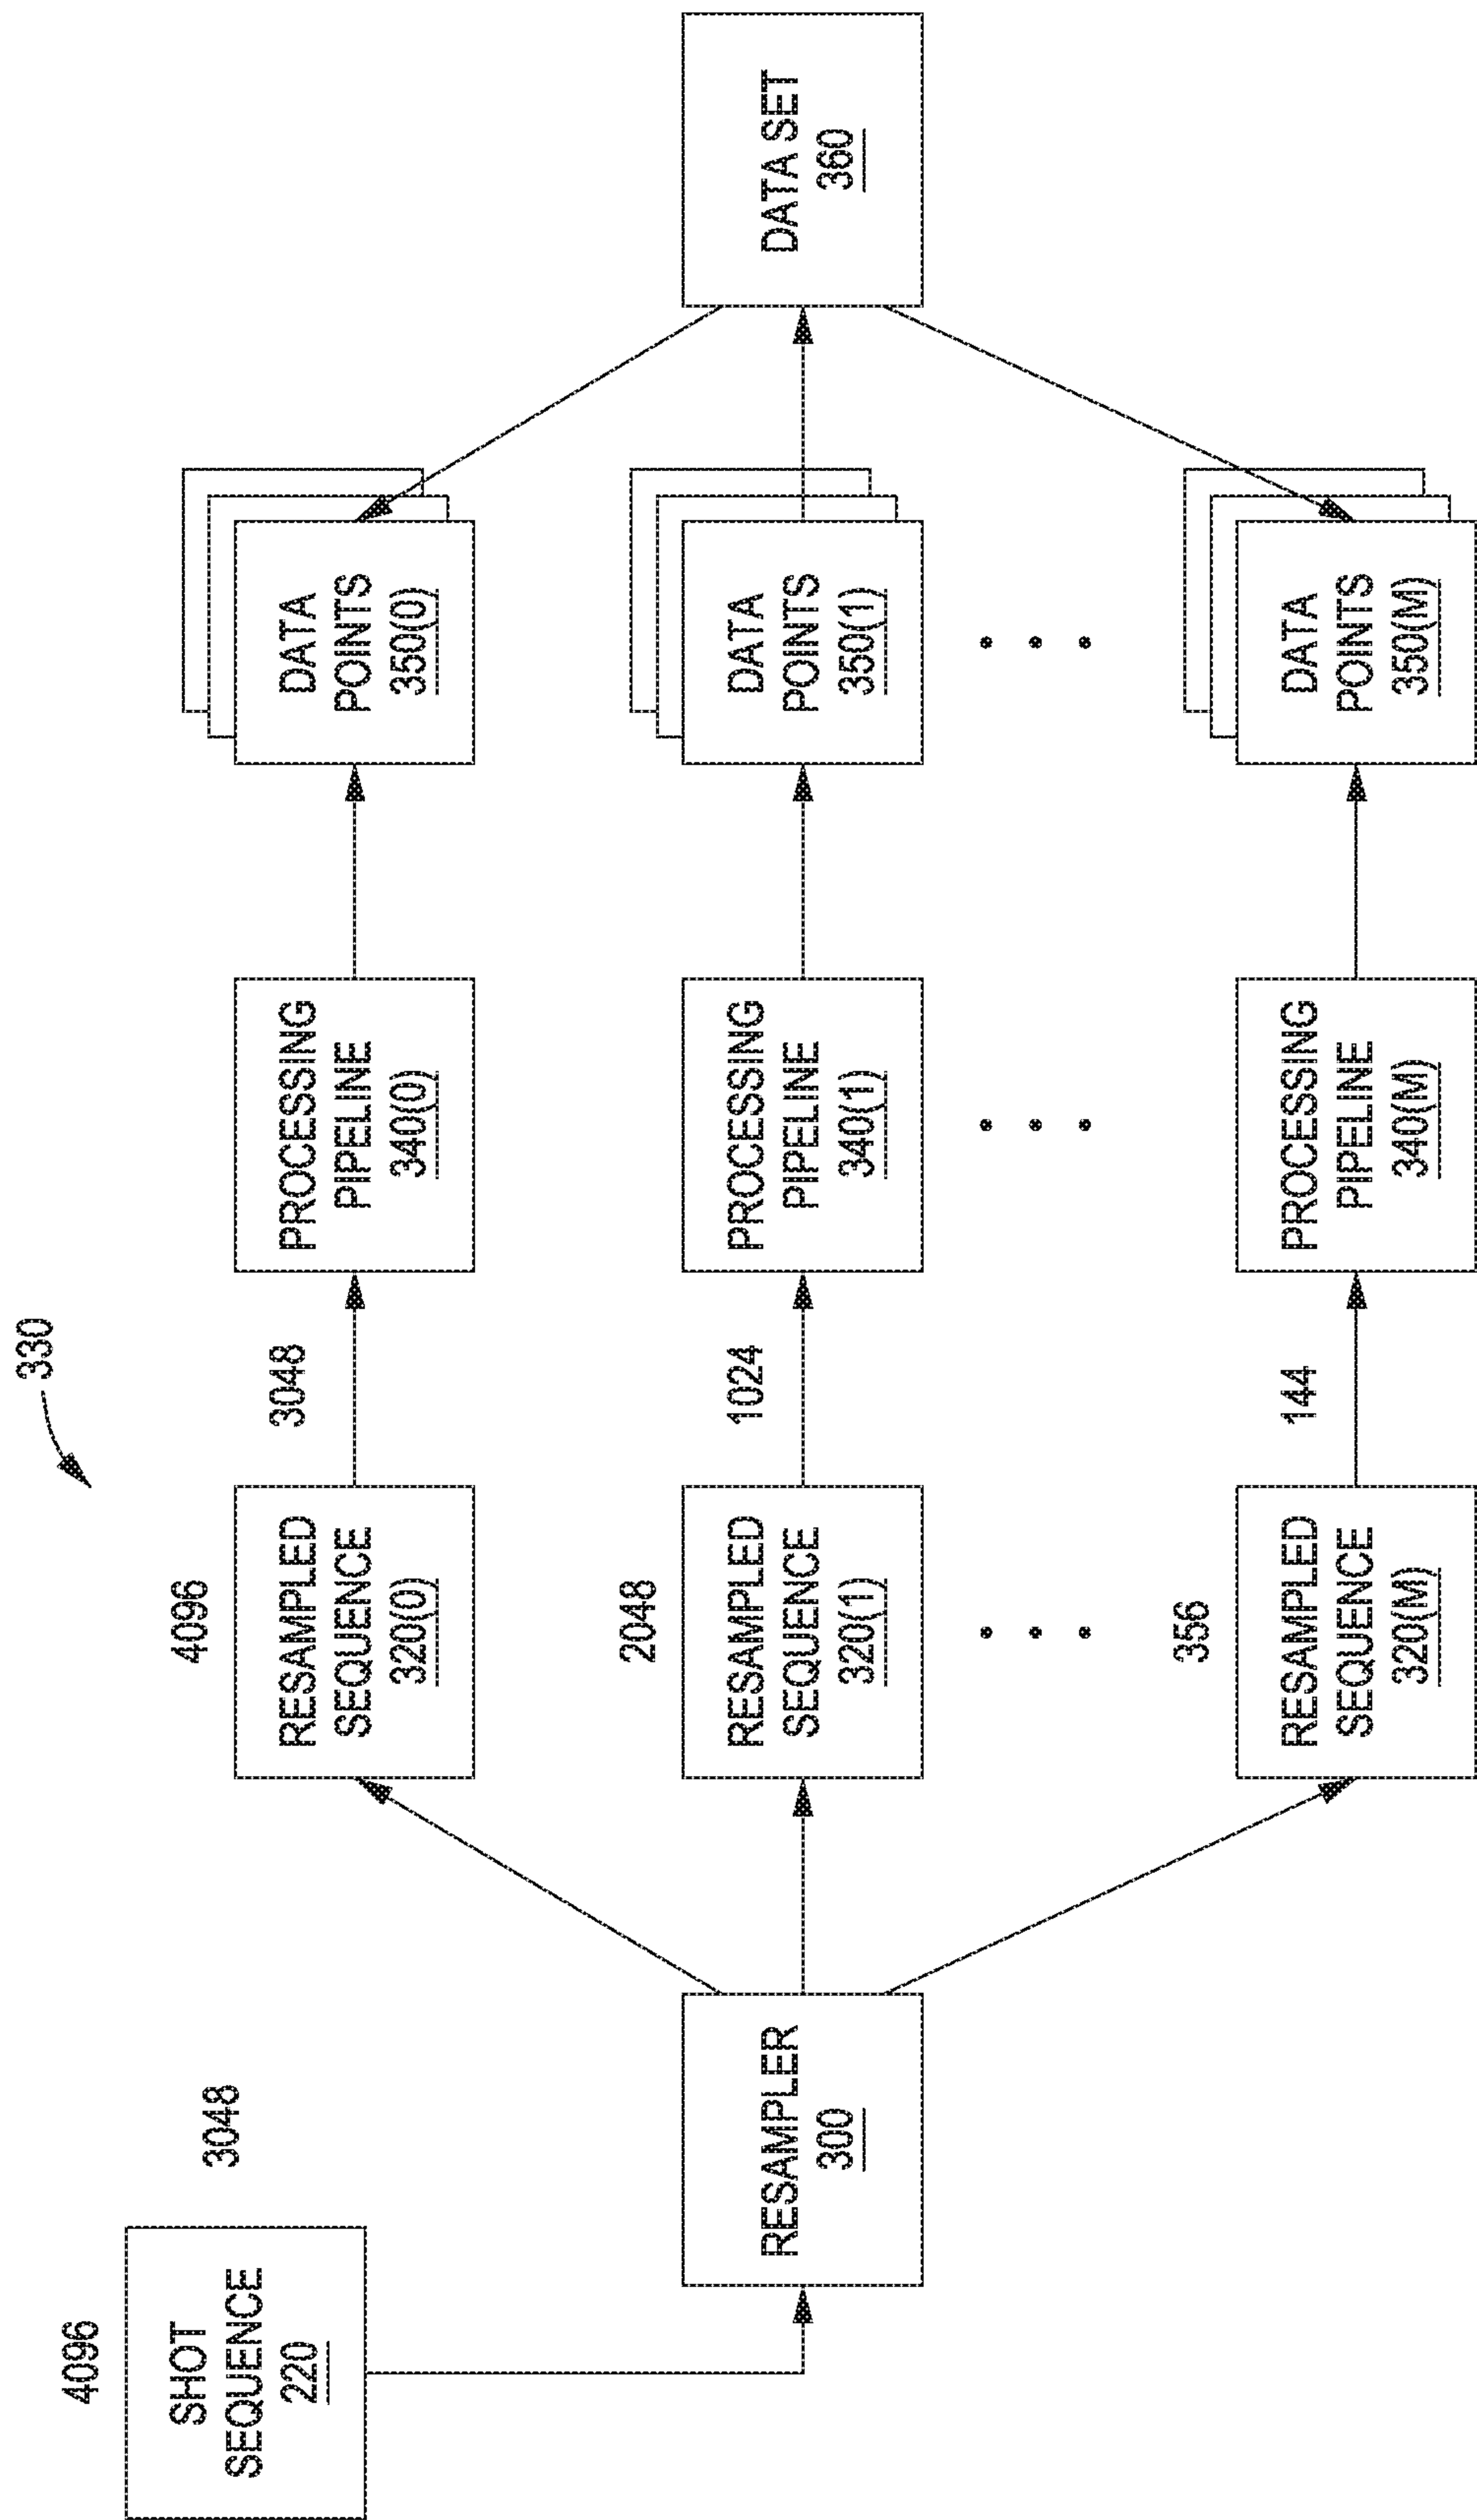 330
4096
SHOT
SEQUENCE
220
3048
RESAMPLER
300
4096
RESAMPLED
SEQUENCE
320(0)
3048
PROCESSING
PIPELINE
340(0)
DATA
POINTS
350(0)
2048
RESAMPLED
SEQUENCE
320(1)
1024
PROCESSING
PIPELINE
340(1)
DATA
POINTS
350(1)
DATA SET
360
356
RESAMPLED
SEQUENCE
320(M)
144
PROCESSING
PIPELINE
340(M)
DATA
POINTS
350(M)